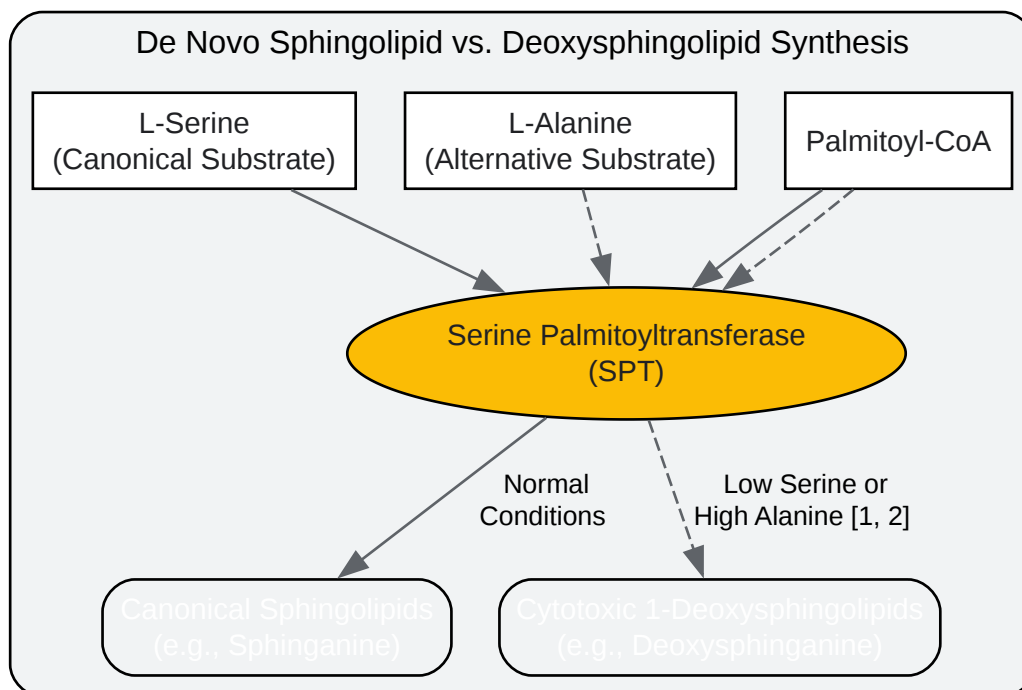 De Novo Sphingolipid vs. Deoxysphingolipid Synthesis
L-Serine
(Canonical Substrate)
L-Alanine
(Alternative Substrate)
Palmitoyl-CoA
Serine Palmitoyltransferase
(SPT)
Normal
Conditions
Low Serine or
High Alanine [1, 2]
Canonical Sphingolipids
(e.g., Sphinganine)
Cytotoxic 1-Deoxysphingolipids
(e.g., Deoxysphinganine)